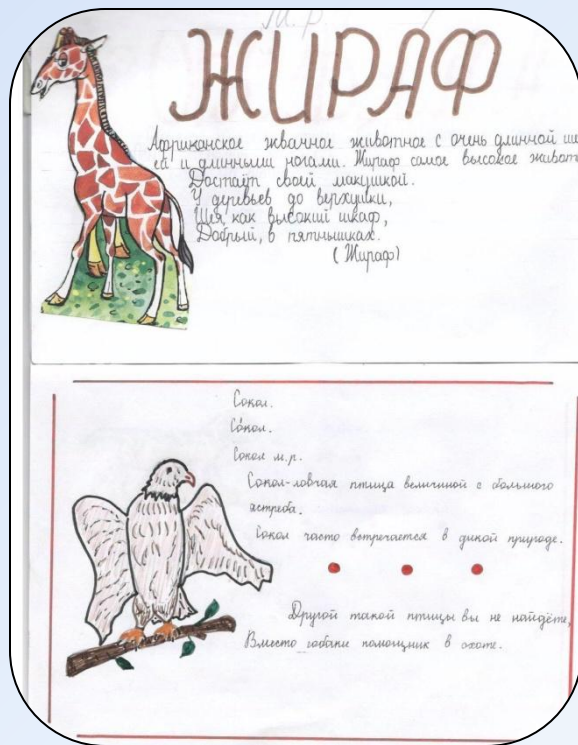 М.р.
ЖИРАФ
Африканское жвачное животное с очень длинной ше
ей и длинными ногами. Жираф самое высокое живот
Достаёт своей макушкой.
У деревьев до верхушки,
Шея как высокий шкаф,
Добрый, в пятнышках.
(Жираф)
Сокол.
Со́кол.
Сокол м.р.
Сокол-ловчая птица величиной с большого
ястреба.
Сокол часто встречается в дикой природе.
Другой такой птицы вы не найдёте,
Вместо собаки помощник в охоте.